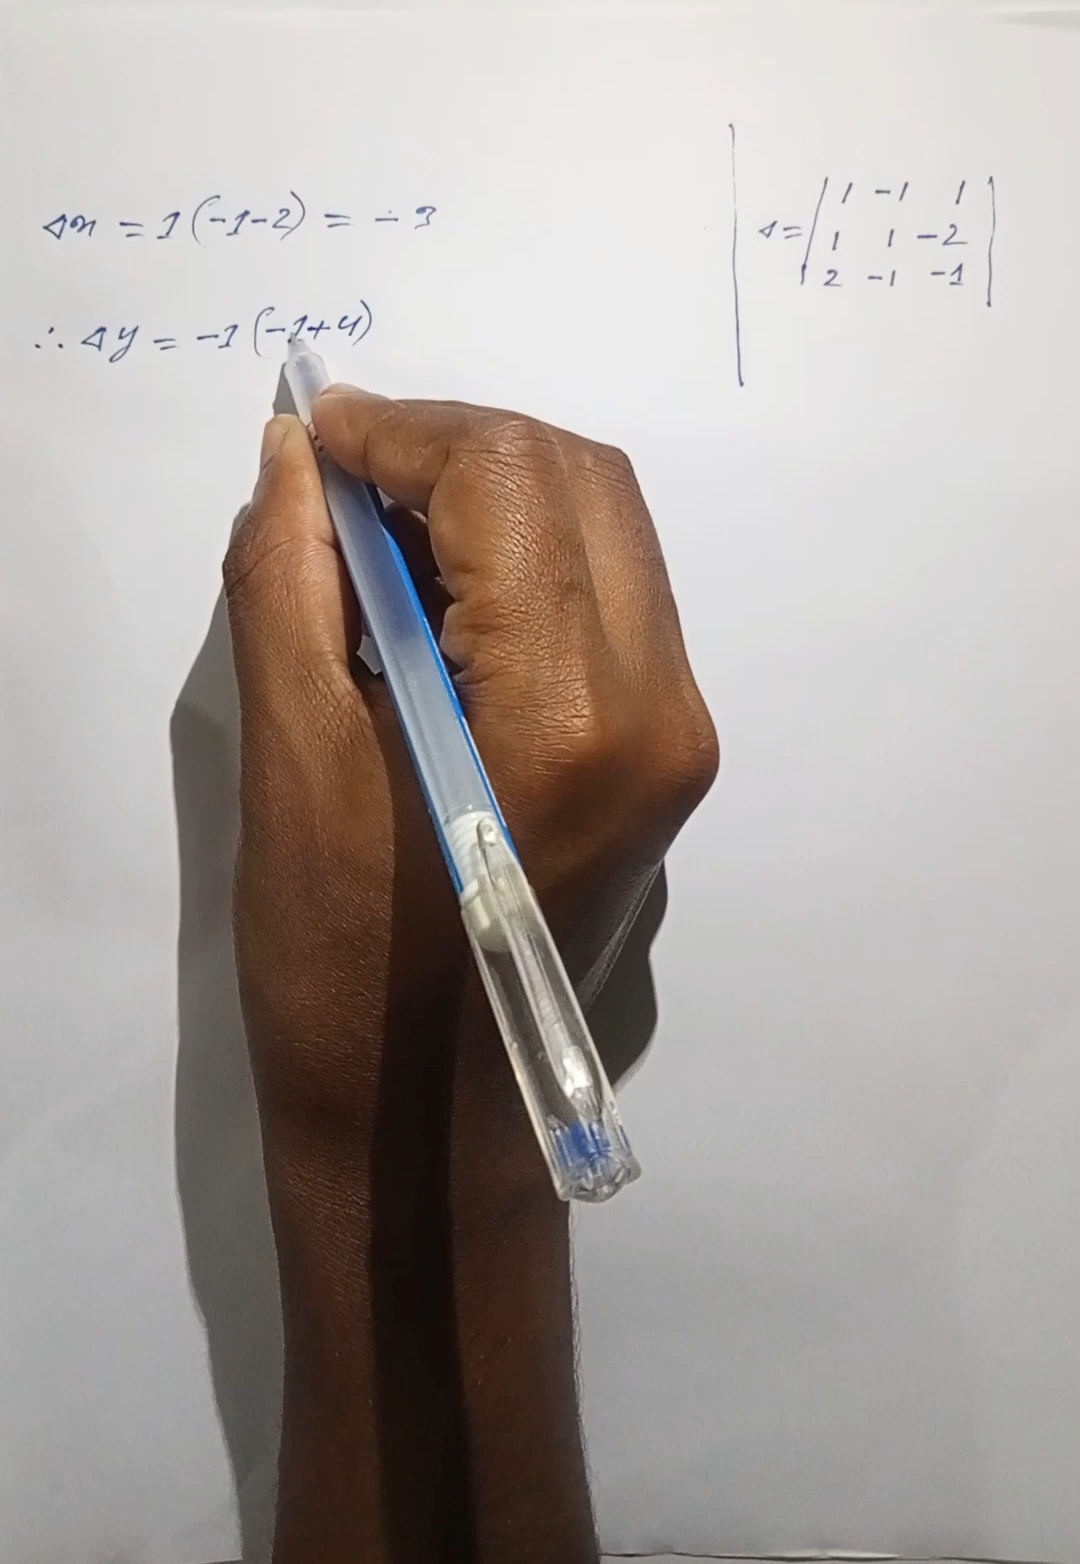 Δx = 1(-1-2) = -3
∴ Δy = -1(-1+4)
Δ = | 1 -1 1 |
1 1 -2
2 -1 -1